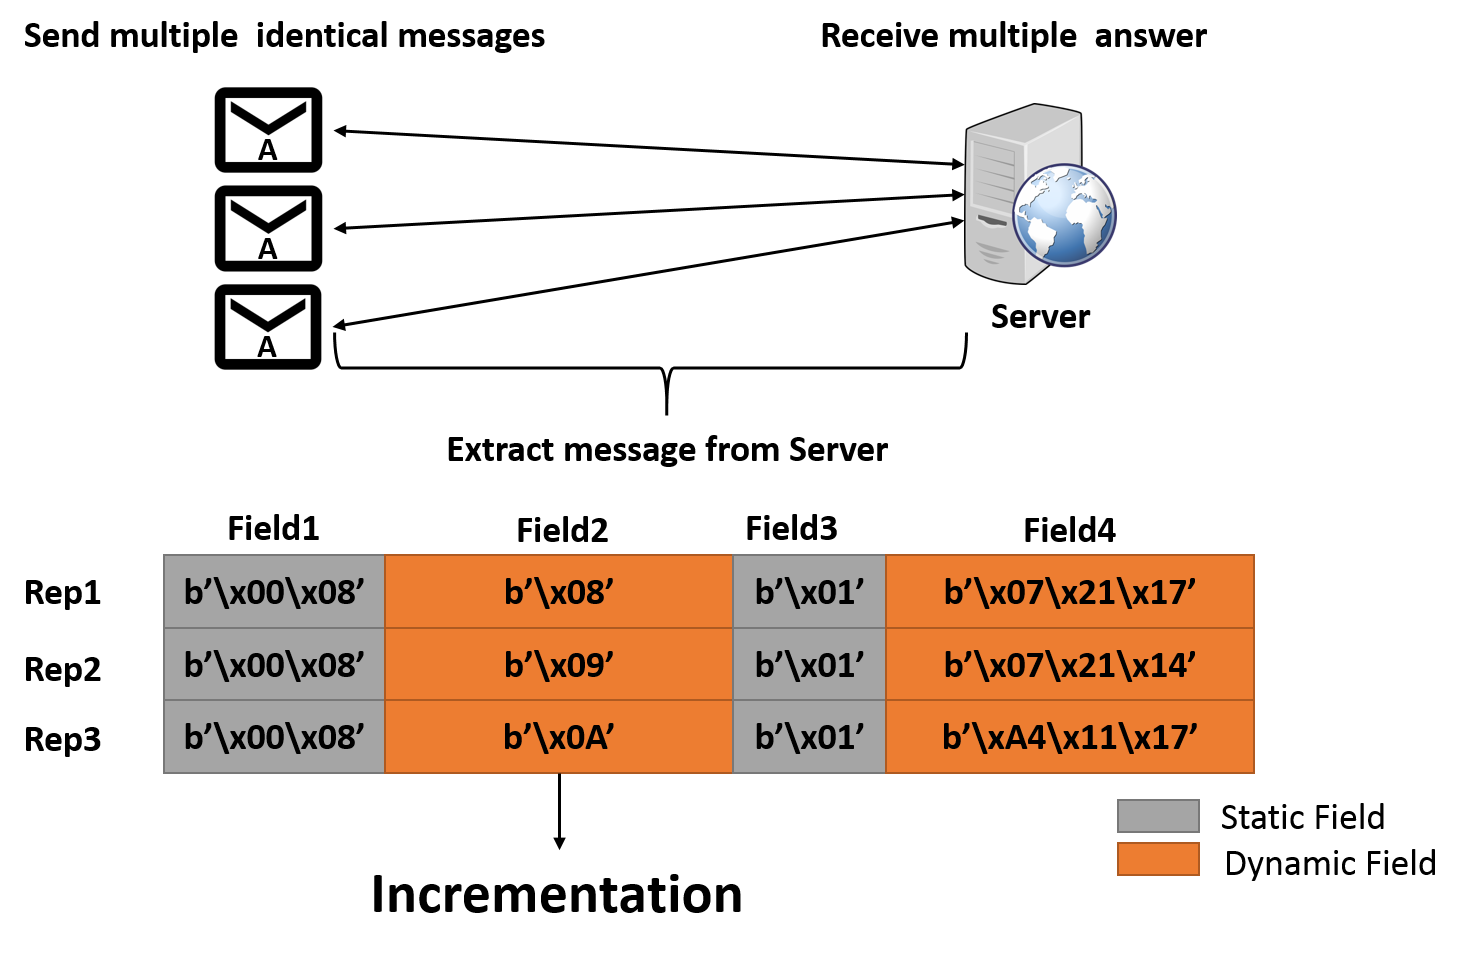 Send multiple identical messages
Receive multiple answer
A
A
A
Server
Extract message from Server
Field1 Field2 Field3 Field4
Rep1 b’\x00\x08’ b’\x08’ b’\x01’ b’\x07\x21\x17’
Rep2 b’\x00\x08’ b’\x09’ b’\x01’ b’\x07\x21\x14’
Rep3 b’\x00\x08’ b’\x0A’ b’\x01’ b’\xA4\x11\x17’
Static Field
Dynamic Field
Incrementation